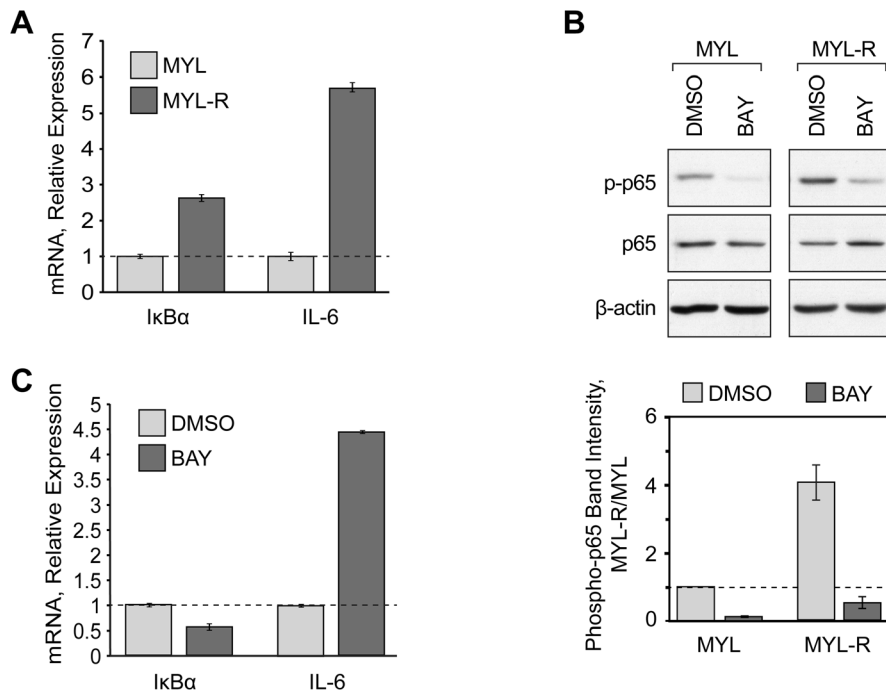 A
mRNA, Relative Expression
7
6
5
4
3
2
1
0
MYL
MYL-R
IκBα
IL-6
B
MYL
MYL-R
DMSO
BAY
DMSO
BAY
p-p65
p65
β-actin
C
mRNA, Relative Expression
5
4.5
4
3.5
3
2.5
2
1.5
1
0.5
0
DMSO
BAY
IκBα
IL-6
DMSO
BAY
Phospho-p65 Band Intensity,
MYL-R/MYL
6
4
2
1
0
MYL
MYL-R